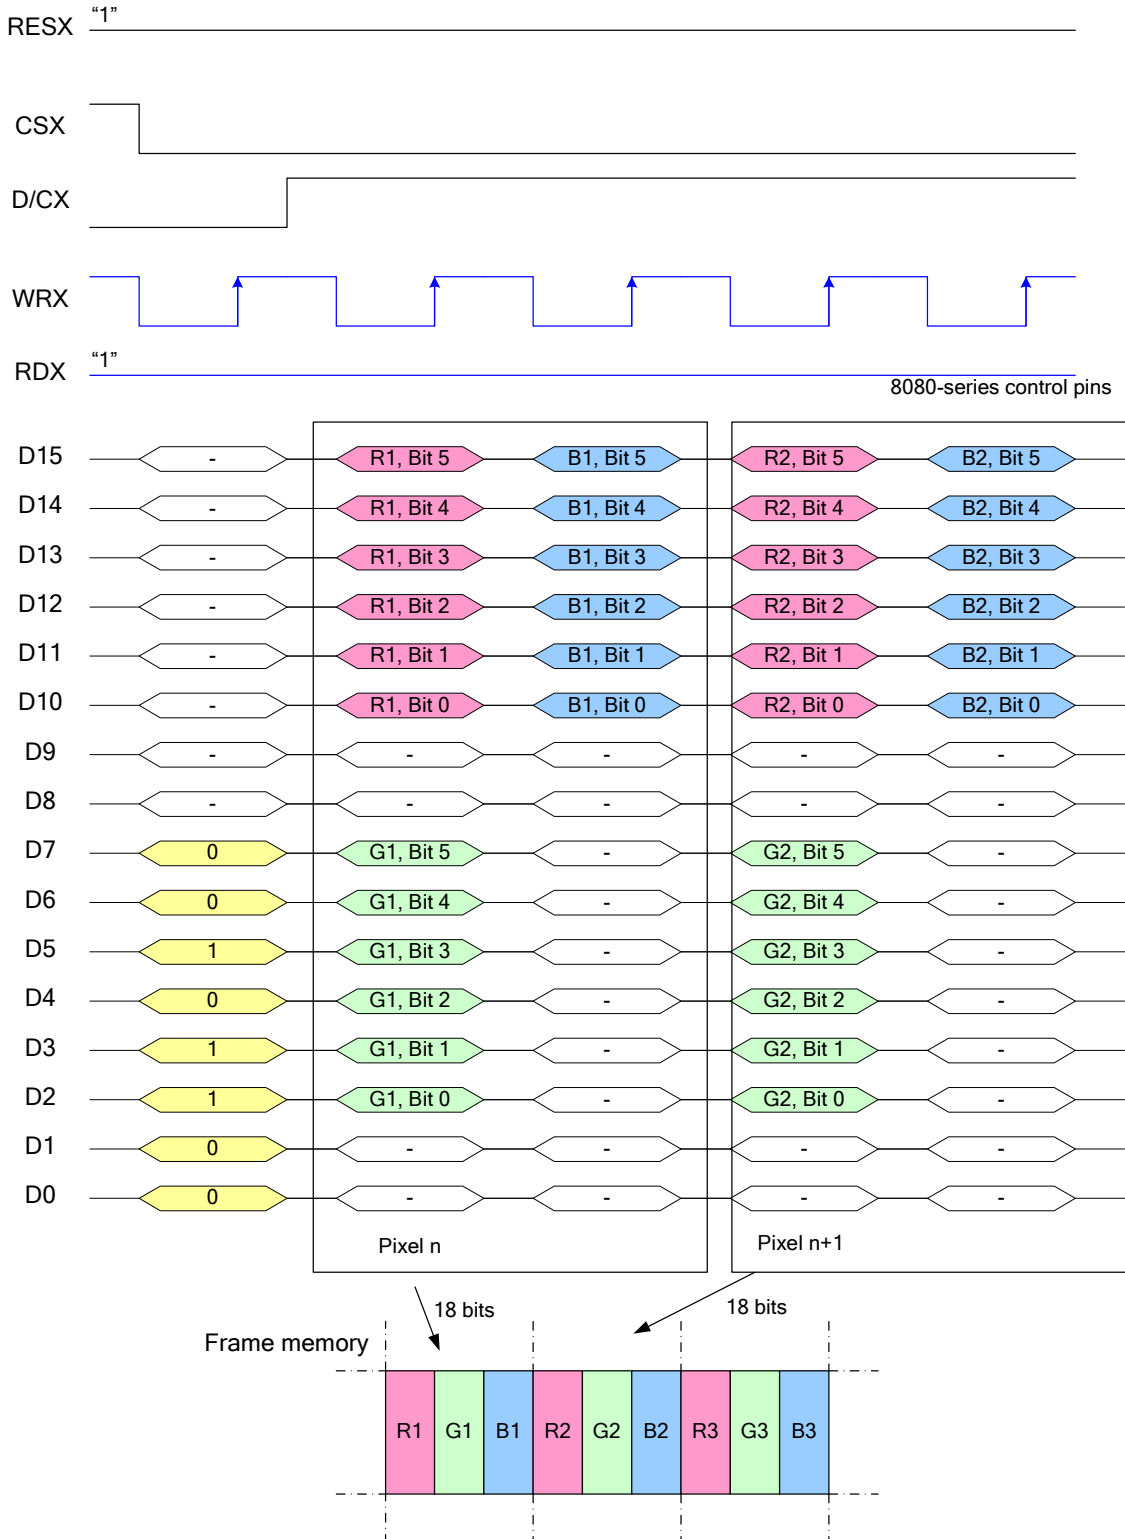 RESX “1”
CSX
D/CX
WRX
RDX “1”
8080-series control pins
D15 - R1, Bit 5 B1, Bit 5 R2, Bit 5 B2, Bit 5
D14 - R1, Bit 4 B1, Bit 4 R2, Bit 4 B2, Bit 4
D13 - R1, Bit 3 B1, Bit 3 R2, Bit 3 B2, Bit 3
D12 - R1, Bit 2 B1, Bit 2 R2, Bit 2 B2, Bit 2
D11 - R1, Bit 1 B1, Bit 1 R2, Bit 1 B2, Bit 1
D10 - R1, Bit 0 B1, Bit 0 R2, Bit 0 B2, Bit 0
D9 - - - - -
D8 - - - - -
D7 0 G1, Bit 5 - G2, Bit 5 -
D6 0 G1, Bit 4 - G2, Bit 4 -
D5 1 G1, Bit 3 - G2, Bit 3 -
D4 0 G1, Bit 2 - G2, Bit 2 -
D3 1 G1, Bit 1 - G2, Bit 1 -
D2 1 G1, Bit 0 - G2, Bit 0 -
D1 0 - - - -
D0 0 - - - -
Pixel n Pixel n+1
18 bits 18 bits
Frame memory
R1 G1 B1 R2 G2 B2 R3 G3 B3